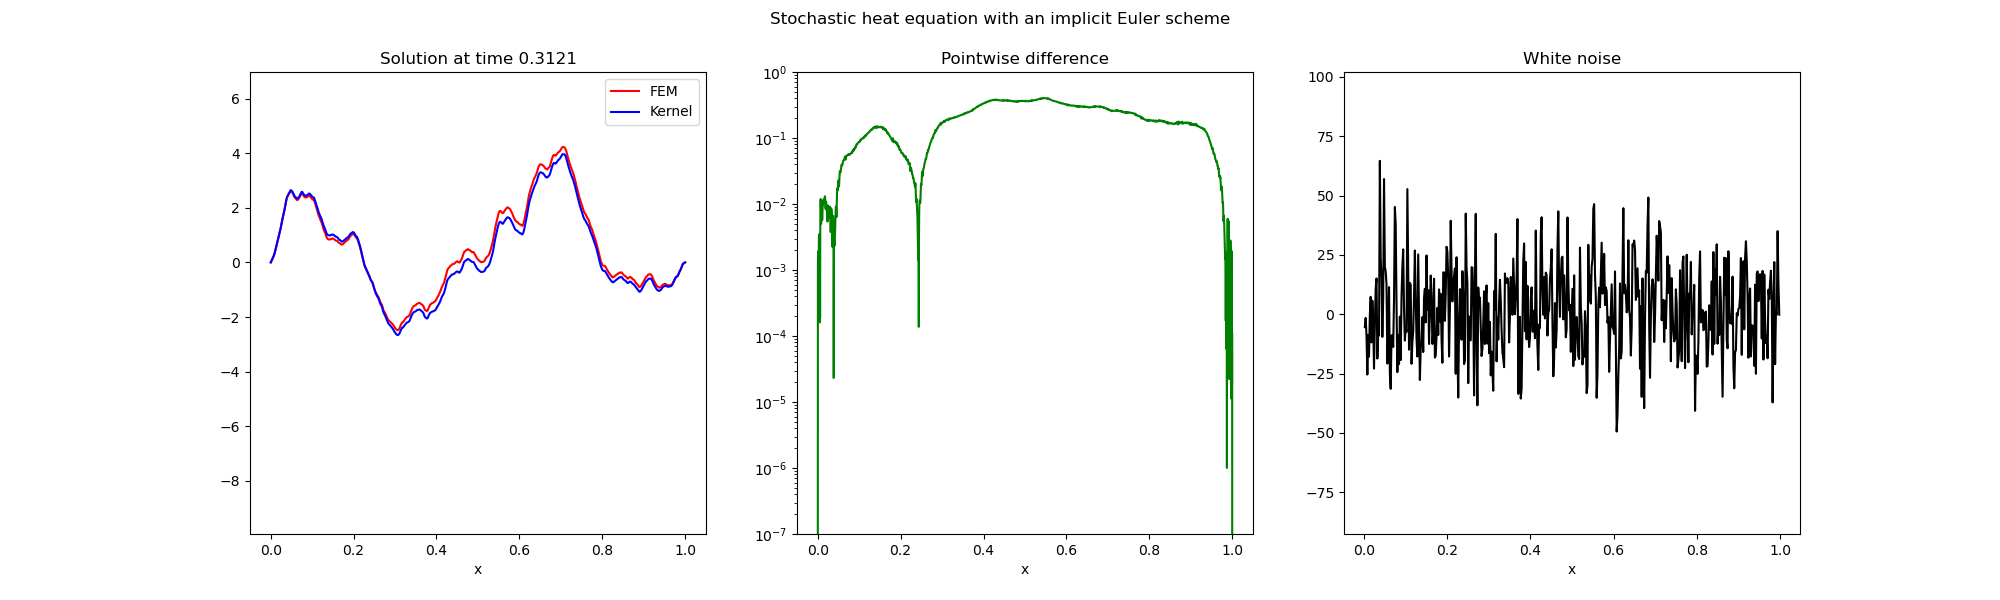 Stochastic heat equation with an implicit Euler scheme
Solution at time 0.3121
FEM
Kernel
6
4
2
0
−2
−4
−6
−8
0.0 0.2 0.4 0.6 0.8 1.0
x
Pointwise difference
10⁰
10⁻¹
10⁻²
10⁻³
10⁻⁴
10⁻⁵
10⁻⁶
10⁻⁷
0.0 0.2 0.4 0.6 0.8 1.0
x
White noise
100
75
50
25
0
−25
−50
−75
0.0 0.2 0.4 0.6 0.8 1.0
x